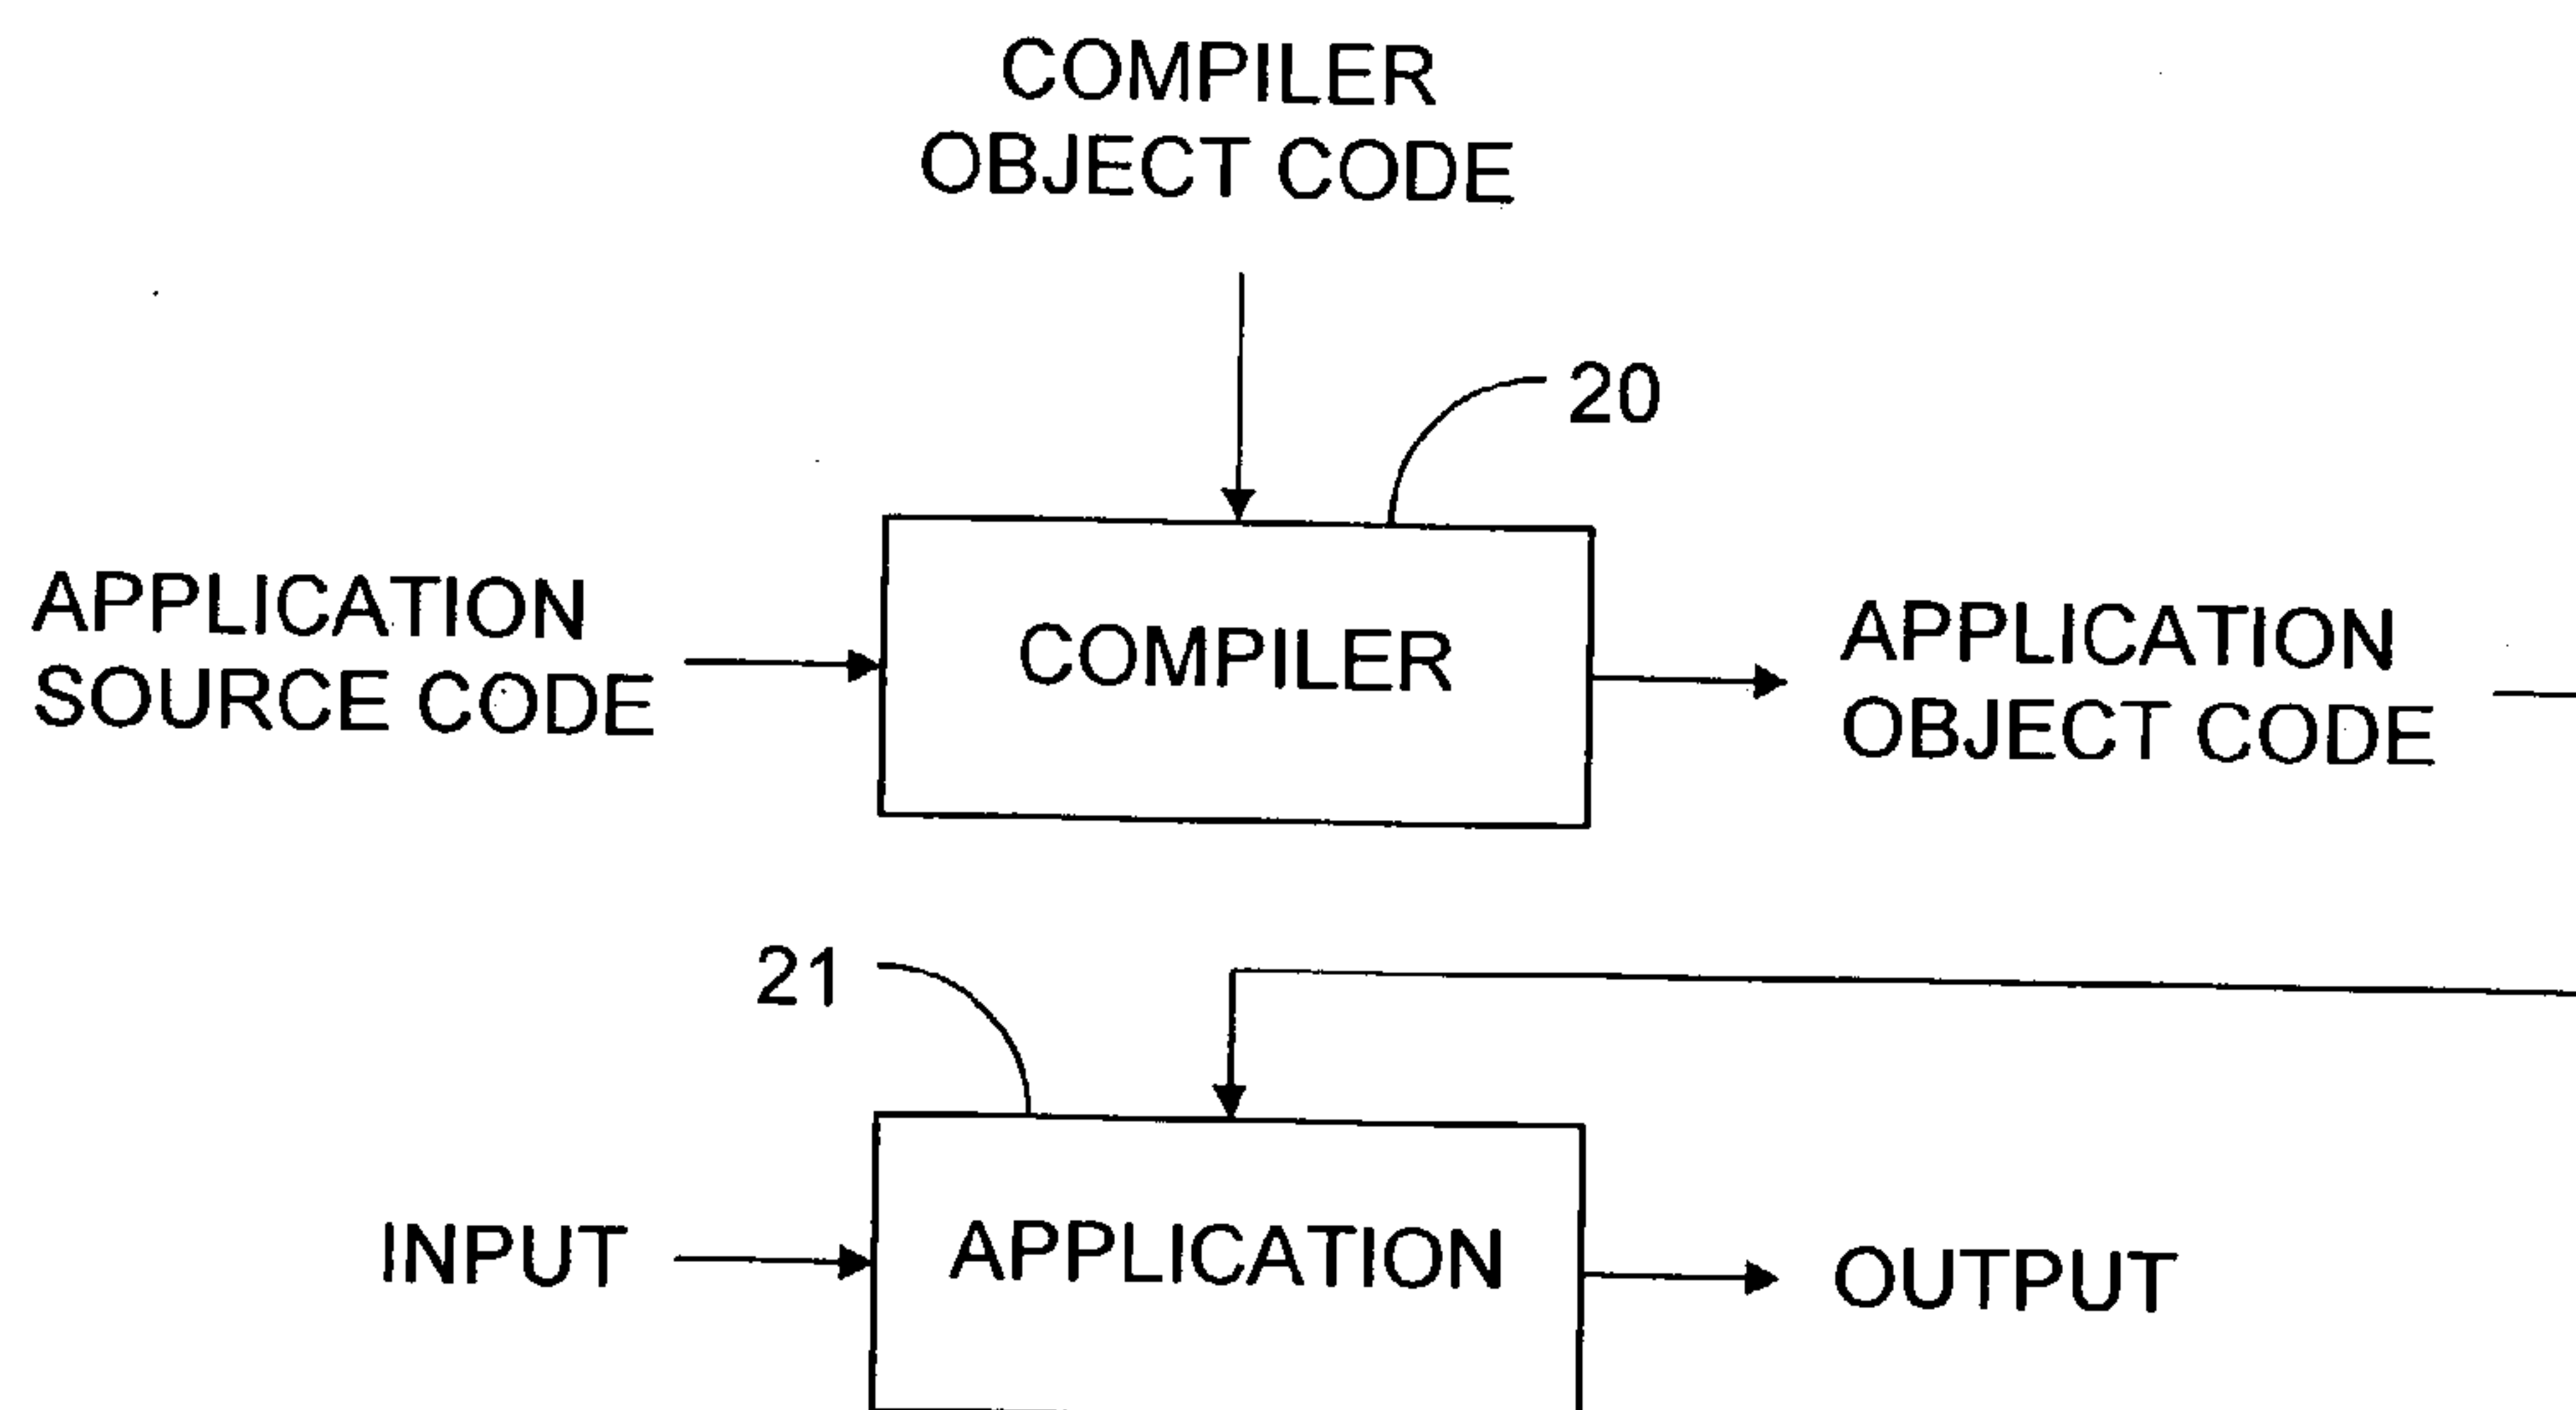 COMPILER
OBJECT CODE
20
APPLICATION
SOURCE CODE
COMPILER
APPLICATION
OBJECT CODE
21
INPUT
APPLICATION
OUTPUT